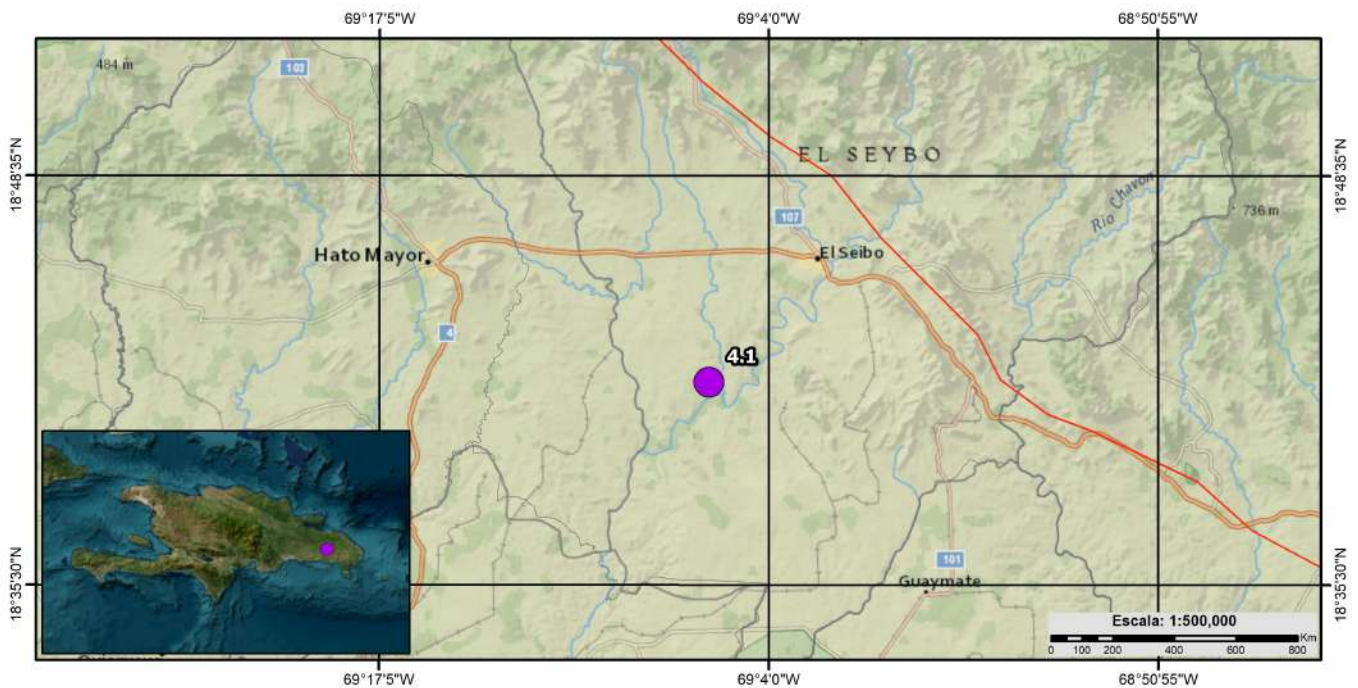 69°17'5"W
69°4'0"W
68°50'55"W
484 m
103
EL SEYBO
18°48'35"N
18°48'35"N
Río Chavon
107
736 m
Hato Mayor
El Seibo
4
4.1
101
Guaymate
18°35'30"N
18°35'30"N
Escala: 1:500,000
0 100 200 400 600 800 Km
69°17'5"W
69°4'0"W
68°50'55"W